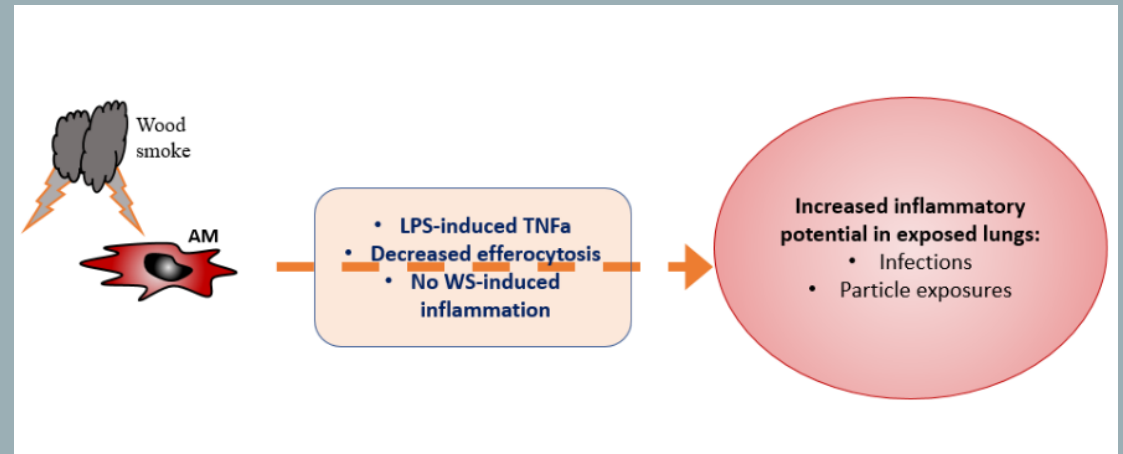 Wood
smoke
AM
• LPS-induced TNFa
• Decreased efferocytosis
• No WS-induced
inflammation
Increased inflammatory
potential in exposed lungs:
• Infections
• Particle exposures